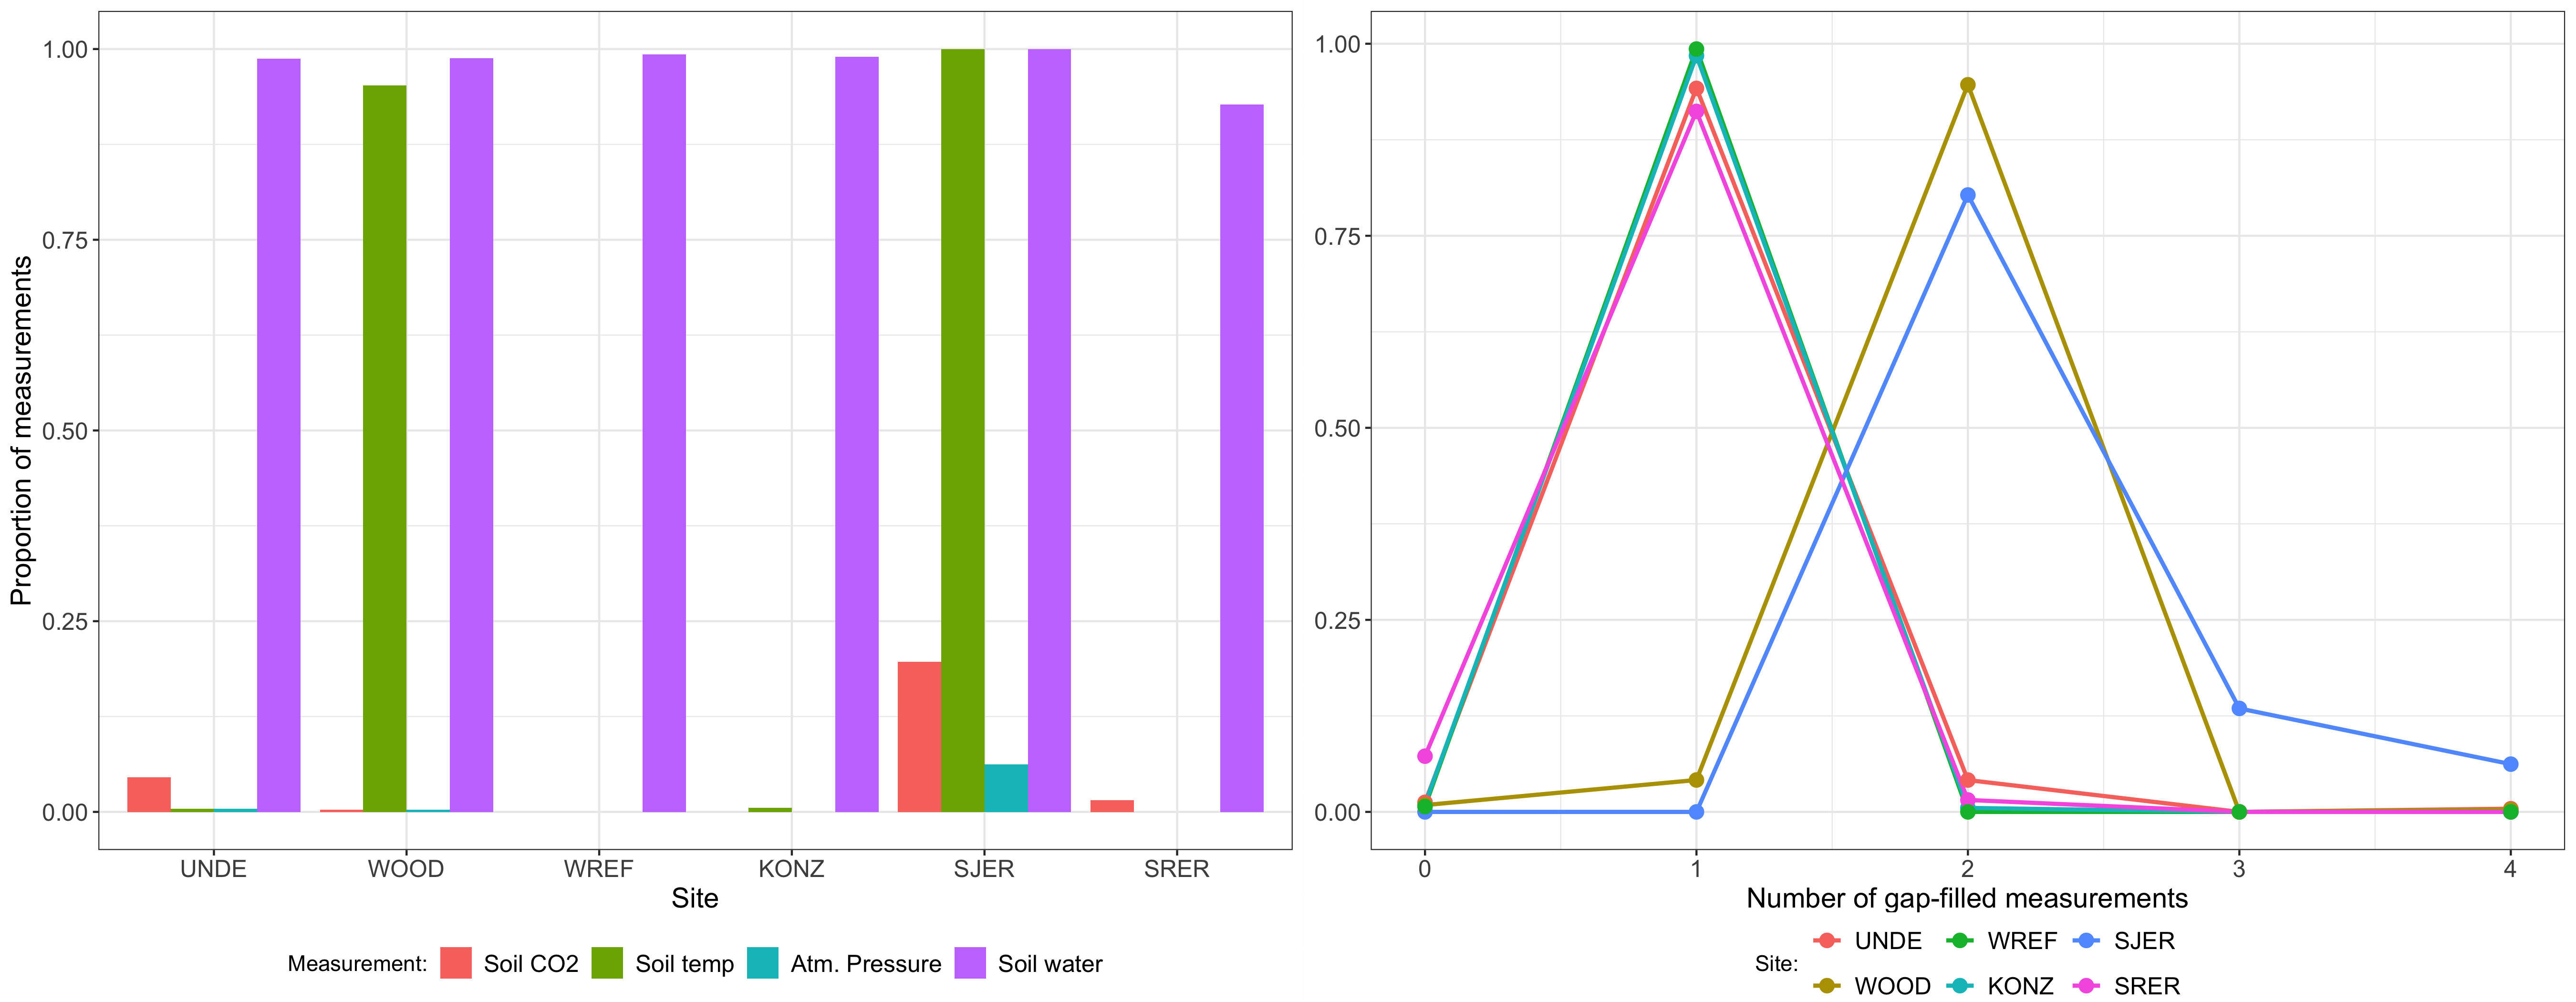 Proportion of measurements
1.00
0.75
0.50
0.25
0.00
UNDE WOOD WREF KONZ SJER SRER
Site
Measurement: Soil CO2 Soil temp Atm. Pressure Soil water
1.00
0.75
0.50
0.25
0.00
0 1 2 3 4
Number of gap-filled measurements
Site:
UNDE WREF SJER
WOOD KONZ SRER